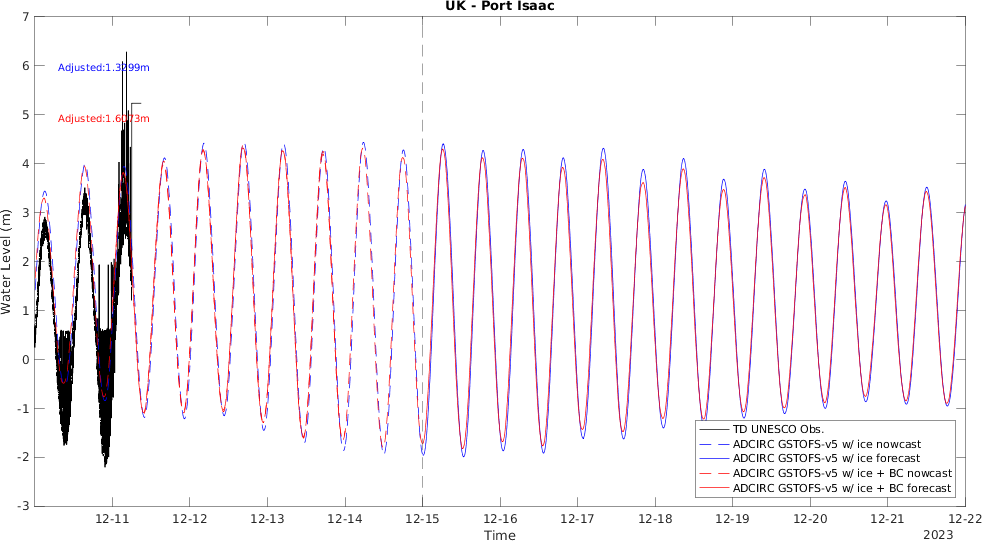 UK - Port Isaac
7
6
5
4
3
2
1
0
-1
-2
-3
Water Level (m)
Adjusted:1.3299m
Adjusted:1.6073m
TD UNESCO Obs.
ADCIRC GSTOFS-v5 w/ ice nowcast
ADCIRC GSTOFS-v5 w/ ice forecast
ADCIRC GSTOFS-v5 w/ ice + BC nowcast
ADCIRC GSTOFS-v5 w/ ice + BC forecast
12-11 12-12 12-13 12-14 12-15 12-16 12-17 12-18 12-19 12-20 12-21 12-22
Time
2023